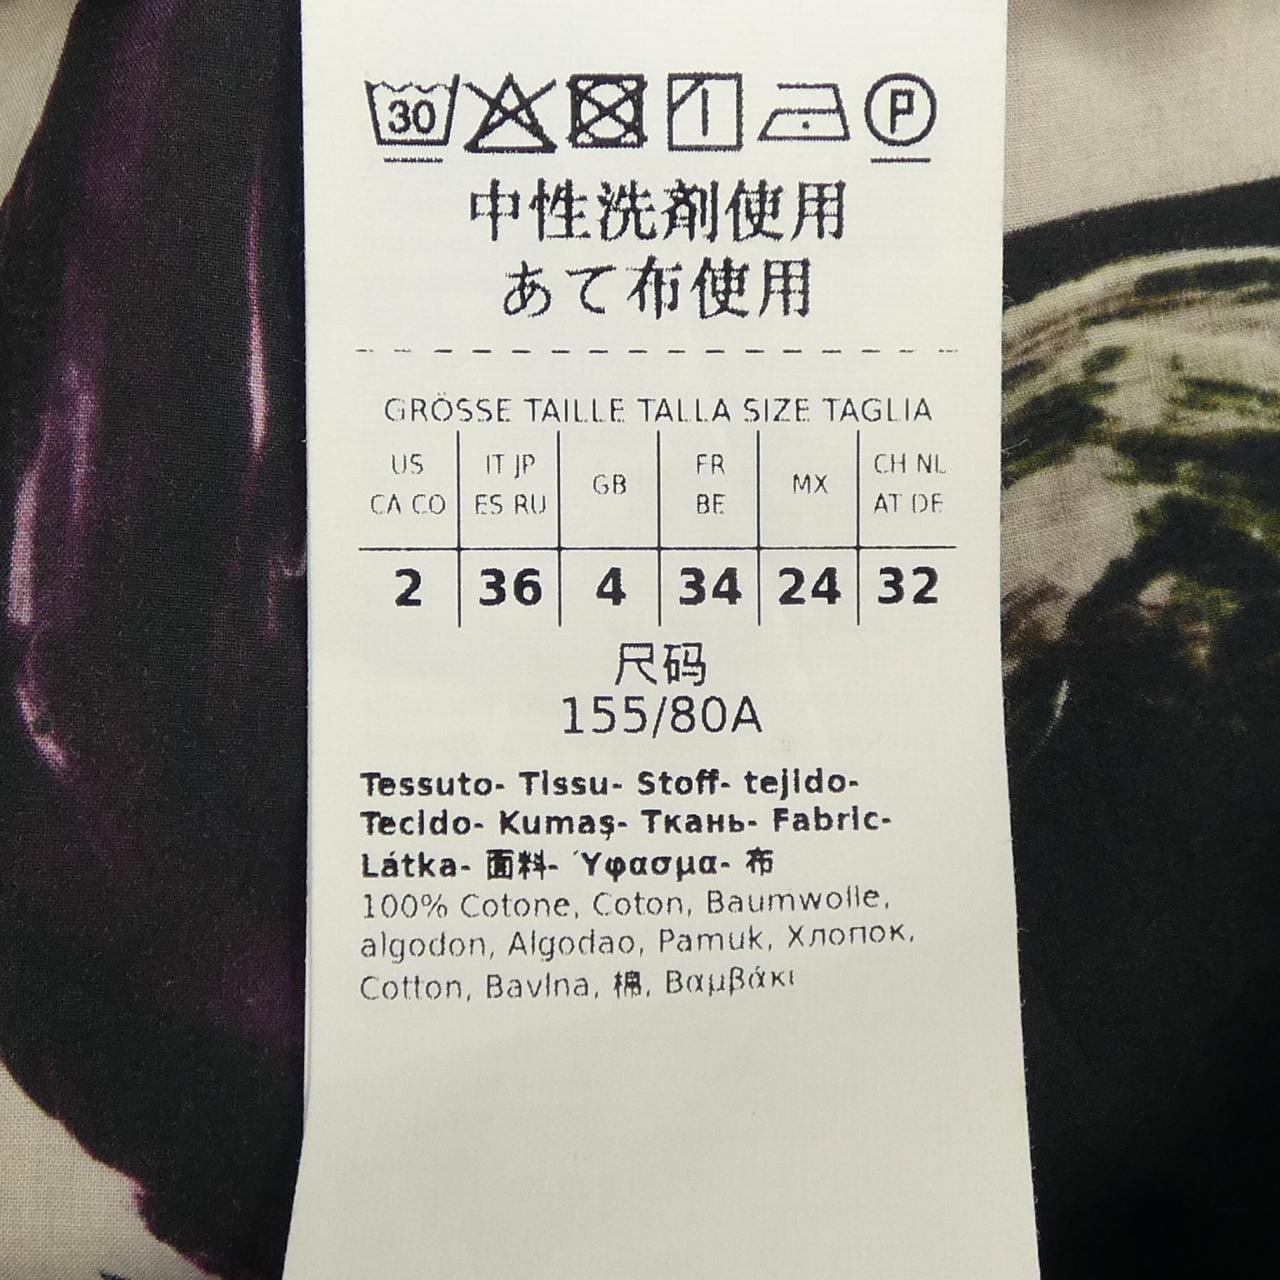 30 P
中性洗剤使用
あて布使用
GRÖSSE TAILLE TALLA SIZE TAGLIA
US CA CO
IT JP ES RU
GB
FR BE
MX
CH NL AT DE
2 36 4 34 24 32
尺码
155/80A
Tessuto- Tissu- Stoff- tejido-
Tecido- Kumaş- Ткань- Fabric-
Látka- 面料- Ύφασμα- 布
100% Cotone, Coton, Baumwolle,
algodon, Algodao, Pamuk, Хлопок,
Cotton, Bavlna, 棉, Βαμβάκι